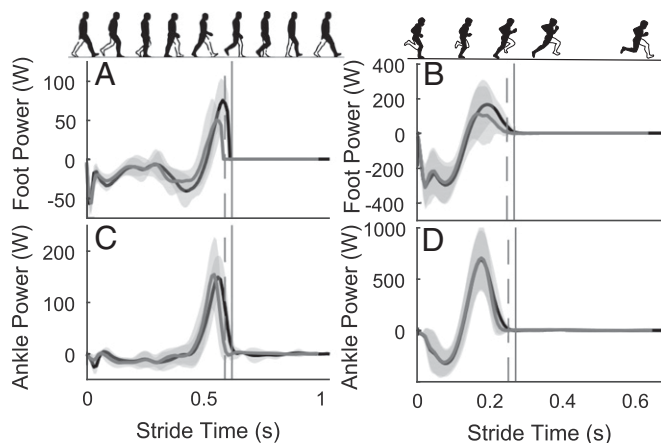 A
B
Foot Power (W)
100
50
0
-50
Foot Power (W)
400
200
0
-200
-400
C
D
Ankle Power (W)
200
100
0
Ankle Power (W)
1000
500
0
0
0.5
1
Stride Time (s)
0
0.2
0.4
0.6
Stride Time (s)